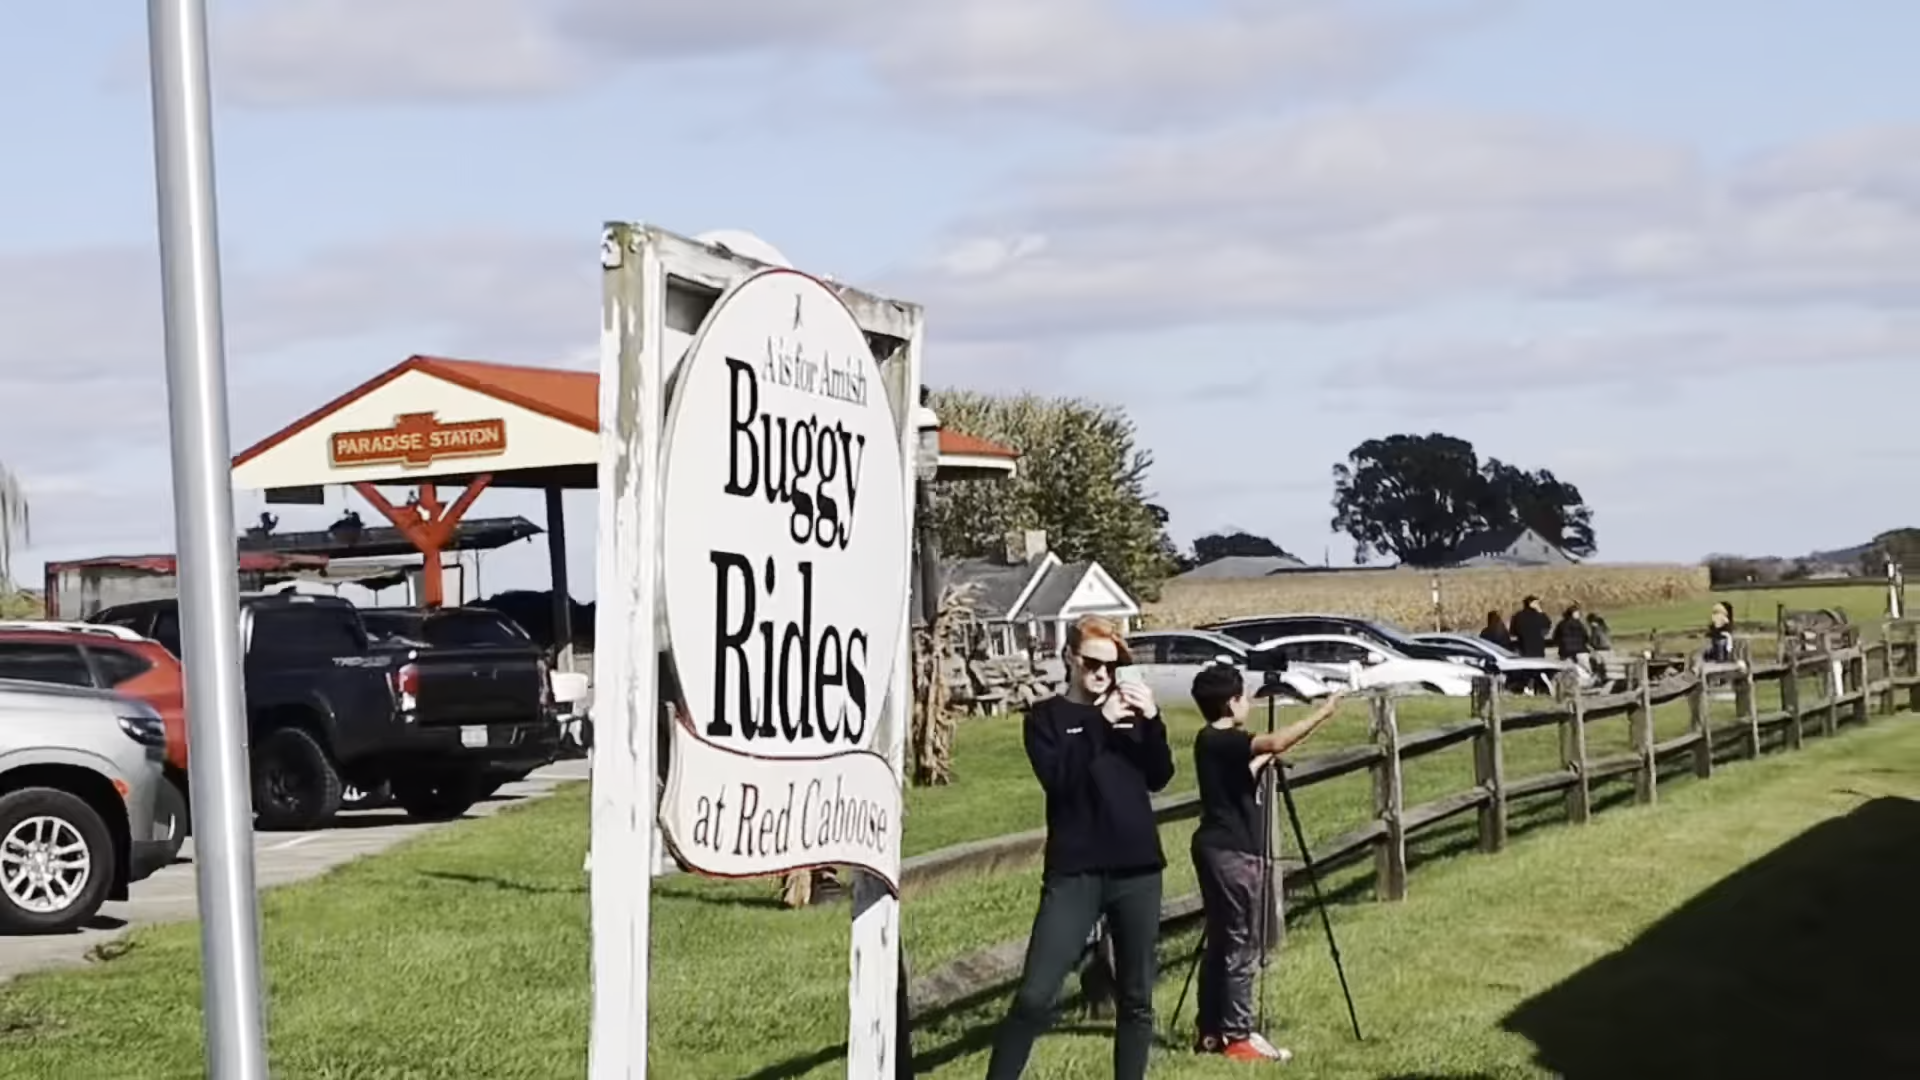 PARADISE STATION
A is for Amish
Buggy
Rides
at Red Caboose